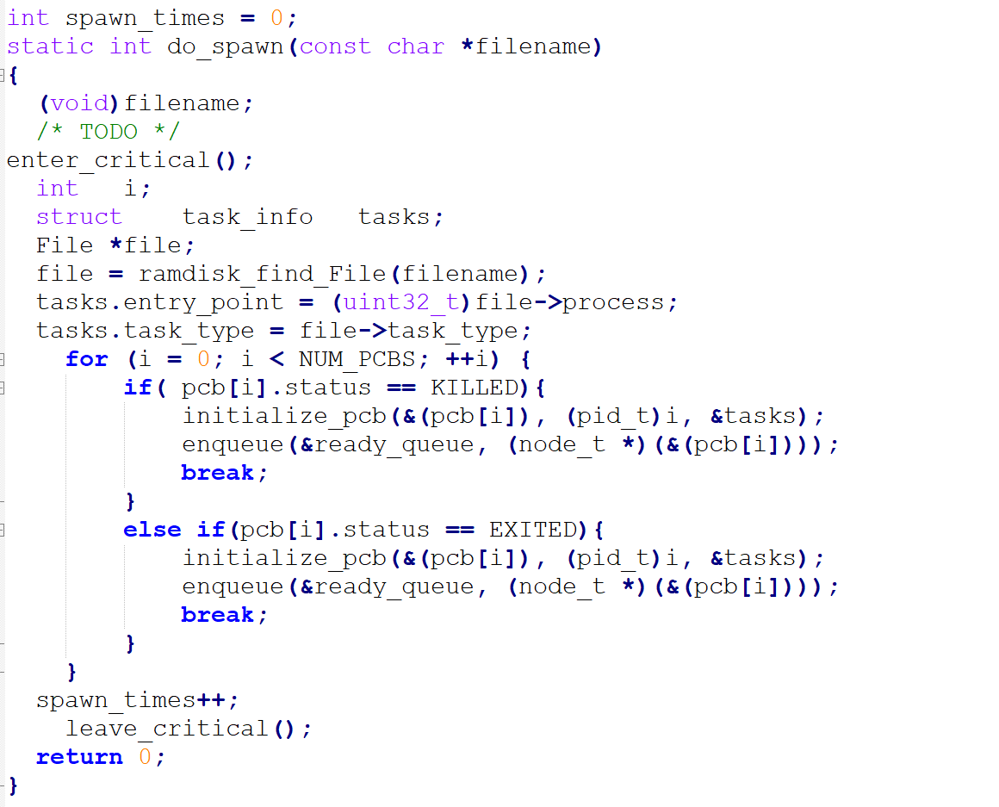 int spawn_times = 0;
static int do_spawn(const char *filename)
{
  (void)filename;
  /* TODO */
enter_critical();
  int   i;
  struct    task_info   tasks;
  File *file;
  file = ramdisk_find_File(filename);
  tasks.entry_point = (uint32_t)file->process;
  tasks.task_type = file->task_type;
    for (i = 0; i < NUM_PCBS; ++i) {
        if( pcb[i].status == KILLED){
            initialize_pcb(&(pcb[i]), (pid_t)i, &tasks);
            enqueue(&ready_queue, (node_t *)(&(pcb[i])));
            break;
        }
        else if(pcb[i].status == EXITED){
            initialize_pcb(&(pcb[i]), (pid_t)i, &tasks);
            enqueue(&ready_queue, (node_t *)(&(pcb[i])));
            break;
        }
    }
  spawn_times++;
    leave_critical();
  return 0;
}